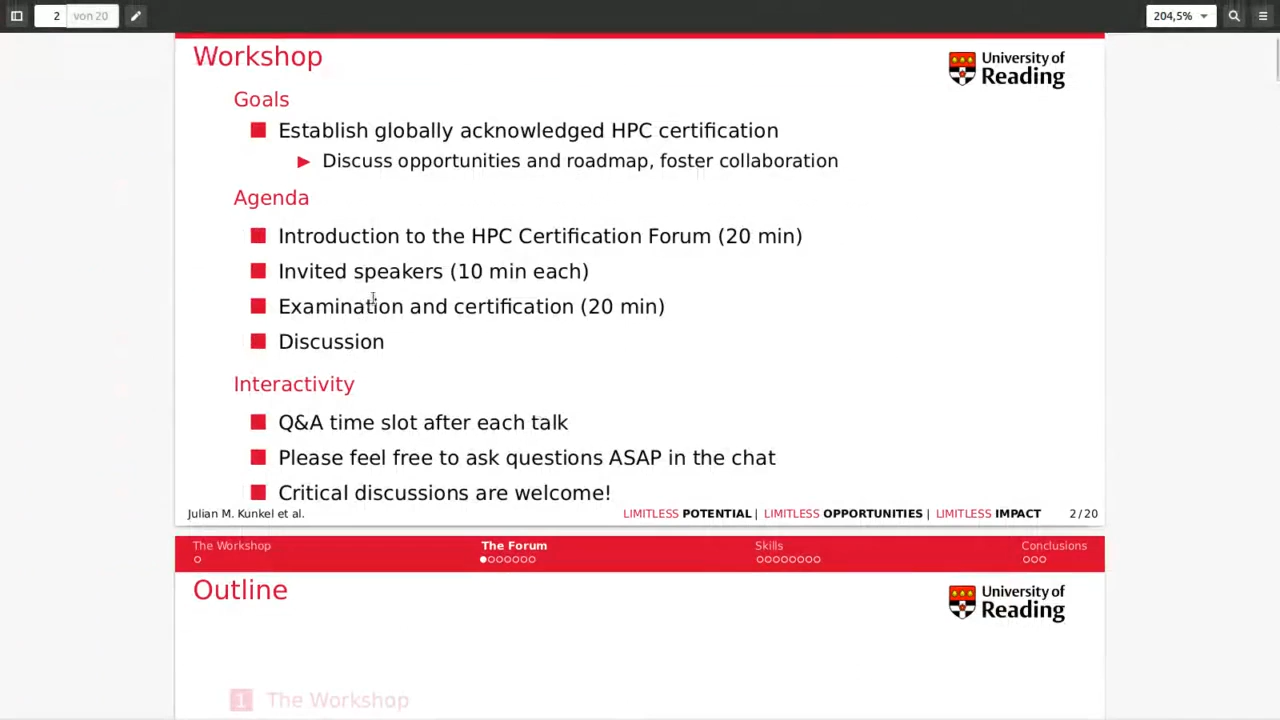 2 von 20
204,5%
Workshop
University of
Reading
Goals
Establish globally acknowledged HPC certification
Discuss opportunities and roadmap, foster collaboration
Agenda
Introduction to the HPC Certification Forum (20 min)
Invited speakers (10 min each)
Examination and certification (20 min)
Discussion
Interactivity
Q&A time slot after each talk
Please feel free to ask questions ASAP in the chat
Critical discussions are welcome!
Julian M. Kunkel et al. LIMITLESS POTENTIAL | LIMITLESS OPPORTUNITIES | LIMITLESS IMPACT 2/20
The Workshop The Forum Skills Conclusions
Outline
University of
Reading
1 The Workshop